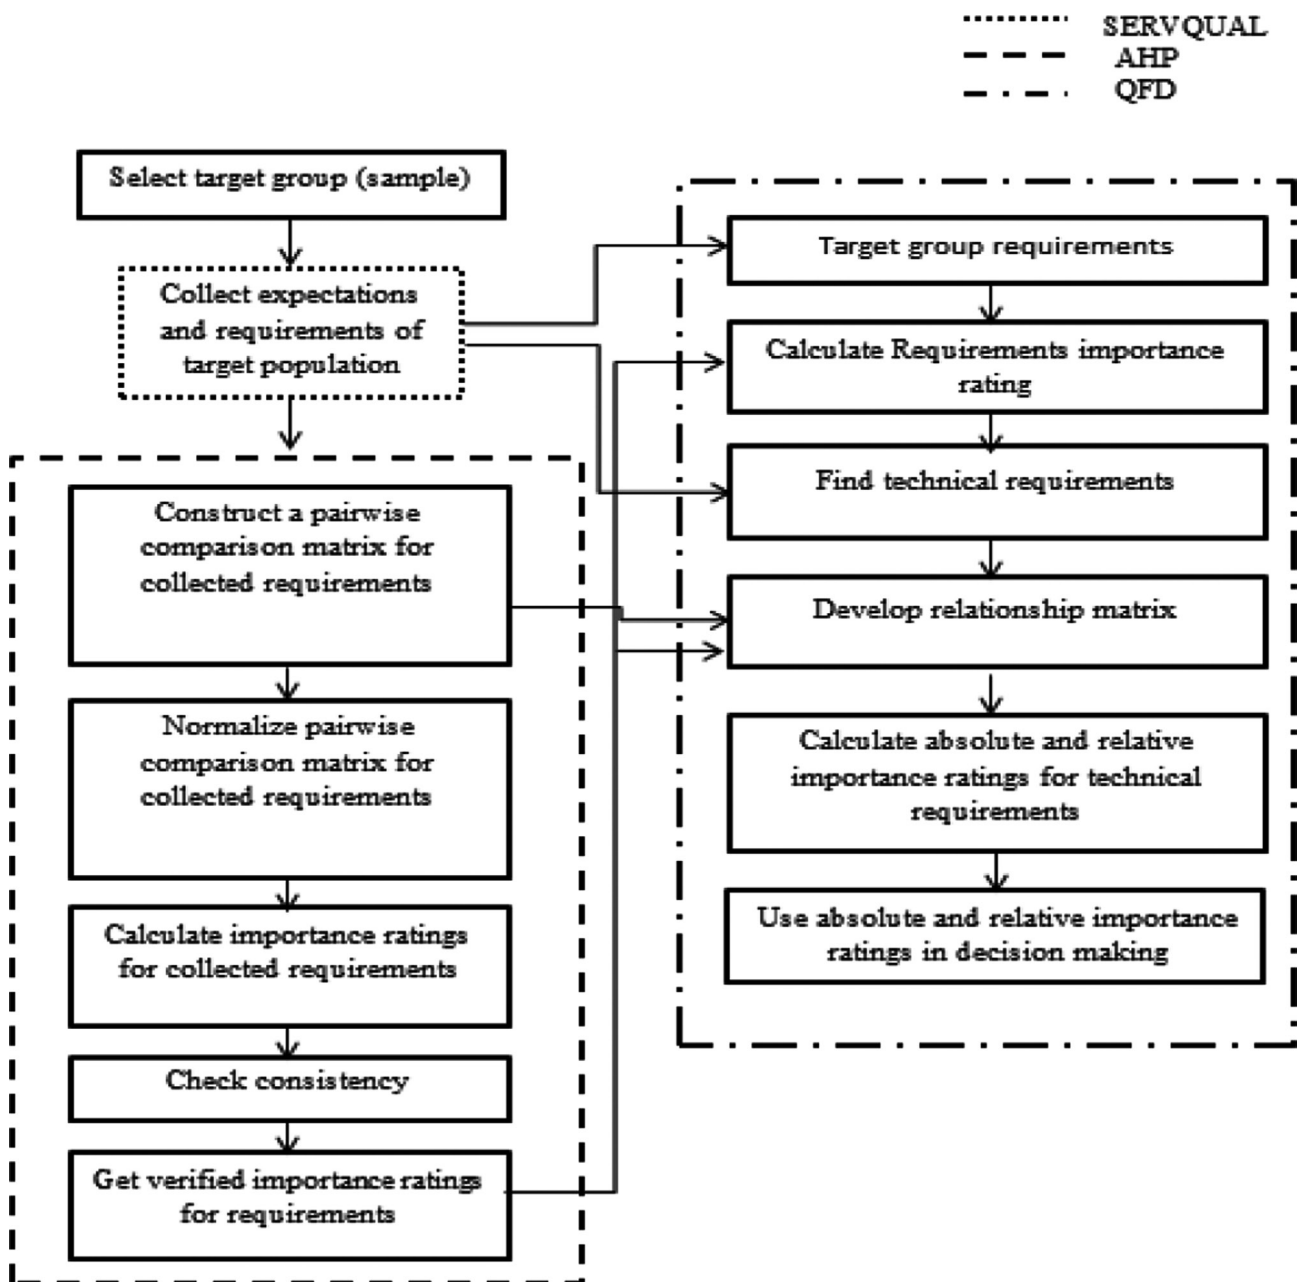 SERVQUAL
AHP
QFD
Select target group (sample)
Collect expectations
and requirements of
target population
Construct a pairwise
comparison matrix for
collected requirements
Normalize pairwise
comparison matrix for
collected requirements
Calculate importance ratings
for collected requirements
Check consistency
Get verified importance ratings
for requirements
Target group requirements
Calculate Requirements importance
rating
Find technical requirements
Develop relationship matrix
Calculate absolute and relative
importance ratings for technical
requirements
Use absolute and relative importance
ratings in decision making